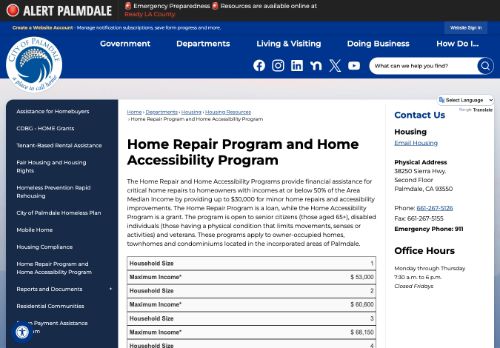 ALERT PALMDALE
🚨 Emergency Preparedness 🚨 Resources are available online at
Ready LA County
Create a Website Account - Manage notification subscriptions, save form progress and more.
Website Sign In
CITY OF PALMDALE
a place to call home
Government
Departments
Living & Visiting
Doing Business
How Do I...
What can we help you find?
Select Language
Google Translate
Assistance for Homebuyers
CDBG - HOME Grants
Tenant-Based Rental Assistance
Fair Housing and Housing
Rights
Homeless Prevention Rapid
Rehousing
City of Palmdale Homeless Plan
Mobile Home
Housing Compliance
Home Repair Program and
Home Accessibility Program
Reports and Documents +
Residential Communities
Payment Assistance
Home › Departments › Housing › Housing Resources
› Home Repair Program and Home Accessibility Program
Home Repair Program and Home
Accessibility Program
The Home Repair and Home Accessibility Programs provide financial assistance for
critical home repairs to homeowners with incomes at or below 50% of the Area
Median Income by providing up to $30,000 for minor home repairs and accessibility
improvements. The Home Repair Program is a loan, while the Home Accessibility
Program is a grant. The program is open to senior citizens (those aged 65+), disabled
individuals (those having a physical condition that limits movements, senses or
activities) and veterans. These programs apply to owner-occupied homes,
townhomes and condominiums located in the incorporated areas of Palmdale.
Household Size 1
Maximum Income* $ 53,000
Household Size 2
Maximum Income* $ 60,600
Household Size 3
Maximum Income* $ 68,150
Household Size 4
Contact Us
Housing
Email Housing
Physical Address
38250 Sierra Hwy.
Second Floor
Palmdale, CA 93550
Phone: 661-267-5126
Fax: 661-267-5155
Emergency Phone: 911
Office Hours
Monday through Thursday
7:30 a.m. to 6 p.m.
Closed Fridays